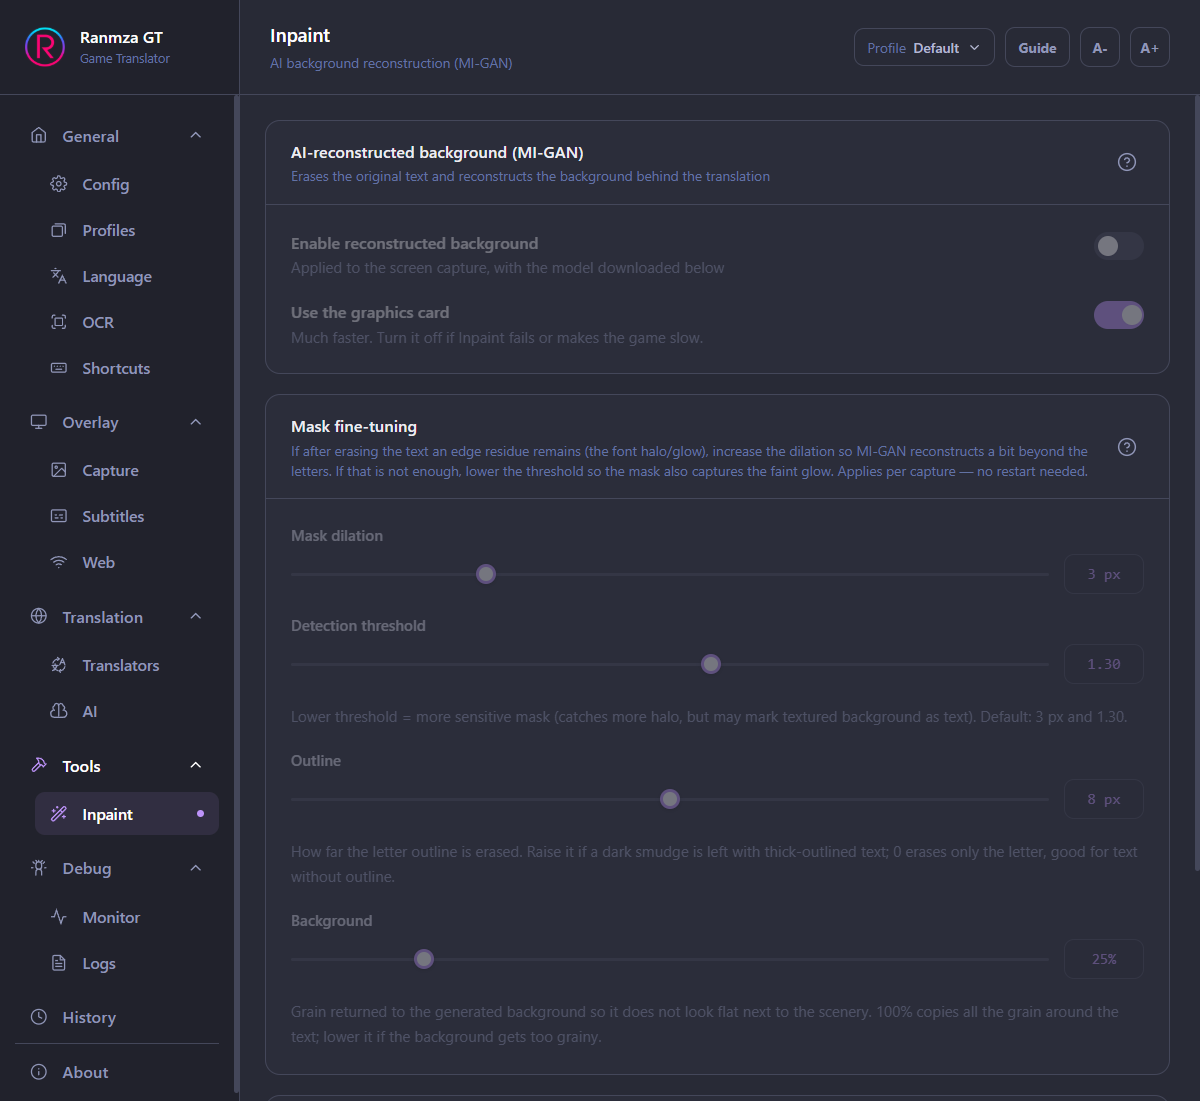 Ranmza GT
Game Translator
General
Config
Profiles
Language
OCR
Shortcuts
Overlay
Capture
Subtitles
Web
Translation
Translators
AI
Tools
Inpaint
Debug
Monitor
Logs
History
About
Inpaint
AI background reconstruction (MI-GAN)
Profile Default
Guide
A-
A+
AI-reconstructed background (MI-GAN)
Erases the original text and reconstructs the background behind the translation
Enable reconstructed background
Applied to the screen capture, with the model downloaded below
Use the graphics card
Much faster. Turn it off if Inpaint fails or makes the game slow.
Mask fine-tuning
If after erasing the text an edge residue remains (the font halo/glow), increase the dilation so MI-GAN reconstructs a bit beyond the
letters. If that is not enough, lower the threshold so the mask also captures the faint glow. Applies per capture — no restart needed.
Mask dilation
3 px
Detection threshold
1.30
Lower threshold = more sensitive mask (catches more halo, but may mark textured background as text). Default: 3 px and 1.30.
Outline
8 px
How far the letter outline is erased. Raise it if a dark smudge is left with thick-outlined text; 0 erases only the letter, good for text
without outline.
Background
25%
Grain returned to the generated background so it does not look flat next to the scenery. 100% copies all the grain around the
text; lower it if the background gets too grainy.